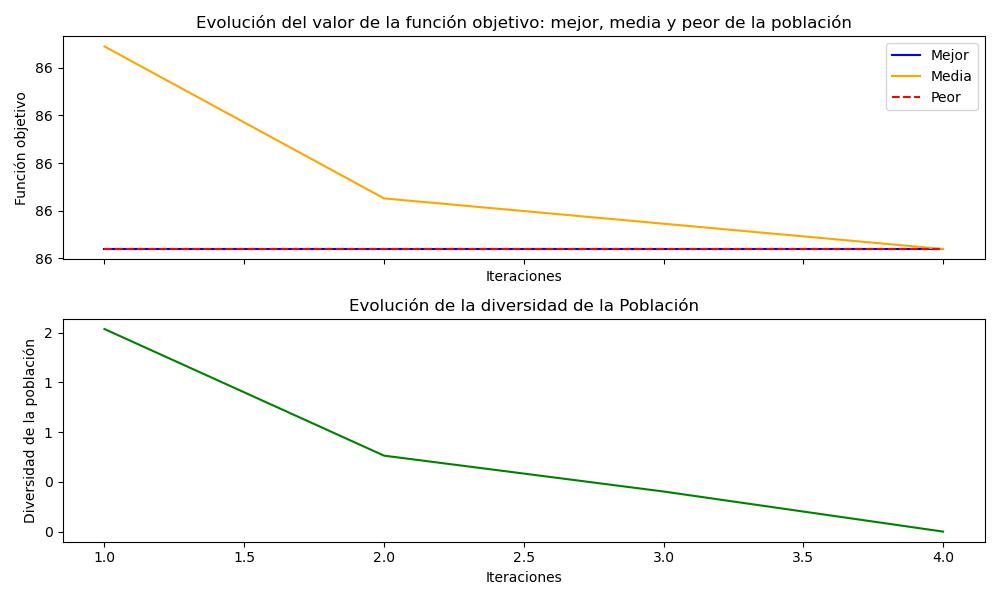 Evolución del valor de la función objetivo: mejor, media y peor de la población
Función objetivo
86
86
86
86
86
Mejor
Media
Peor
Iteraciones
Evolución de la diversidad de la Población
Diversidad de la población
2
1
1
0
0
1.0 1.5 2.0 2.5 3.0 3.5 4.0
Iteraciones